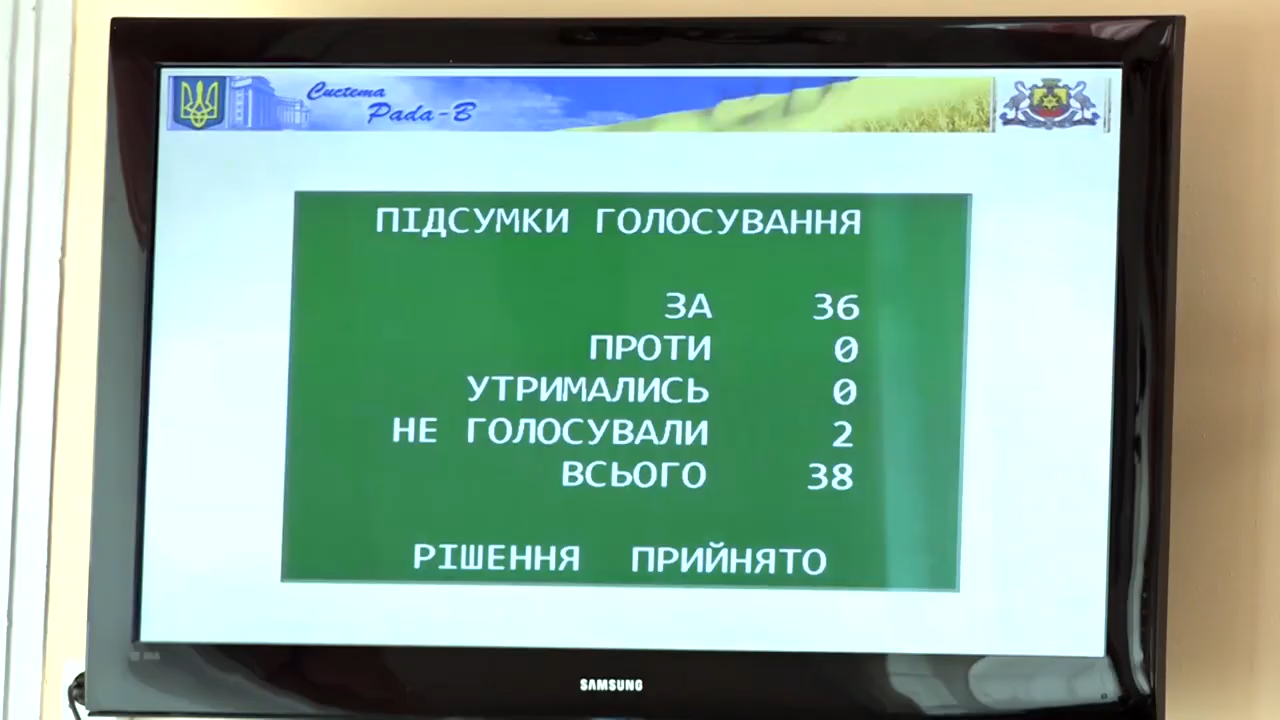 Система
Рада-В
ПІДСУМКИ ГОЛОСУВАННЯ
ЗА 36
ПРОТИ 0
УТРИМАЛИСЬ 0
НЕ ГОЛОСУВАЛИ 2
ВСЬОГО 38
РІШЕННЯ ПРИЙНЯТО
SAMSUNG